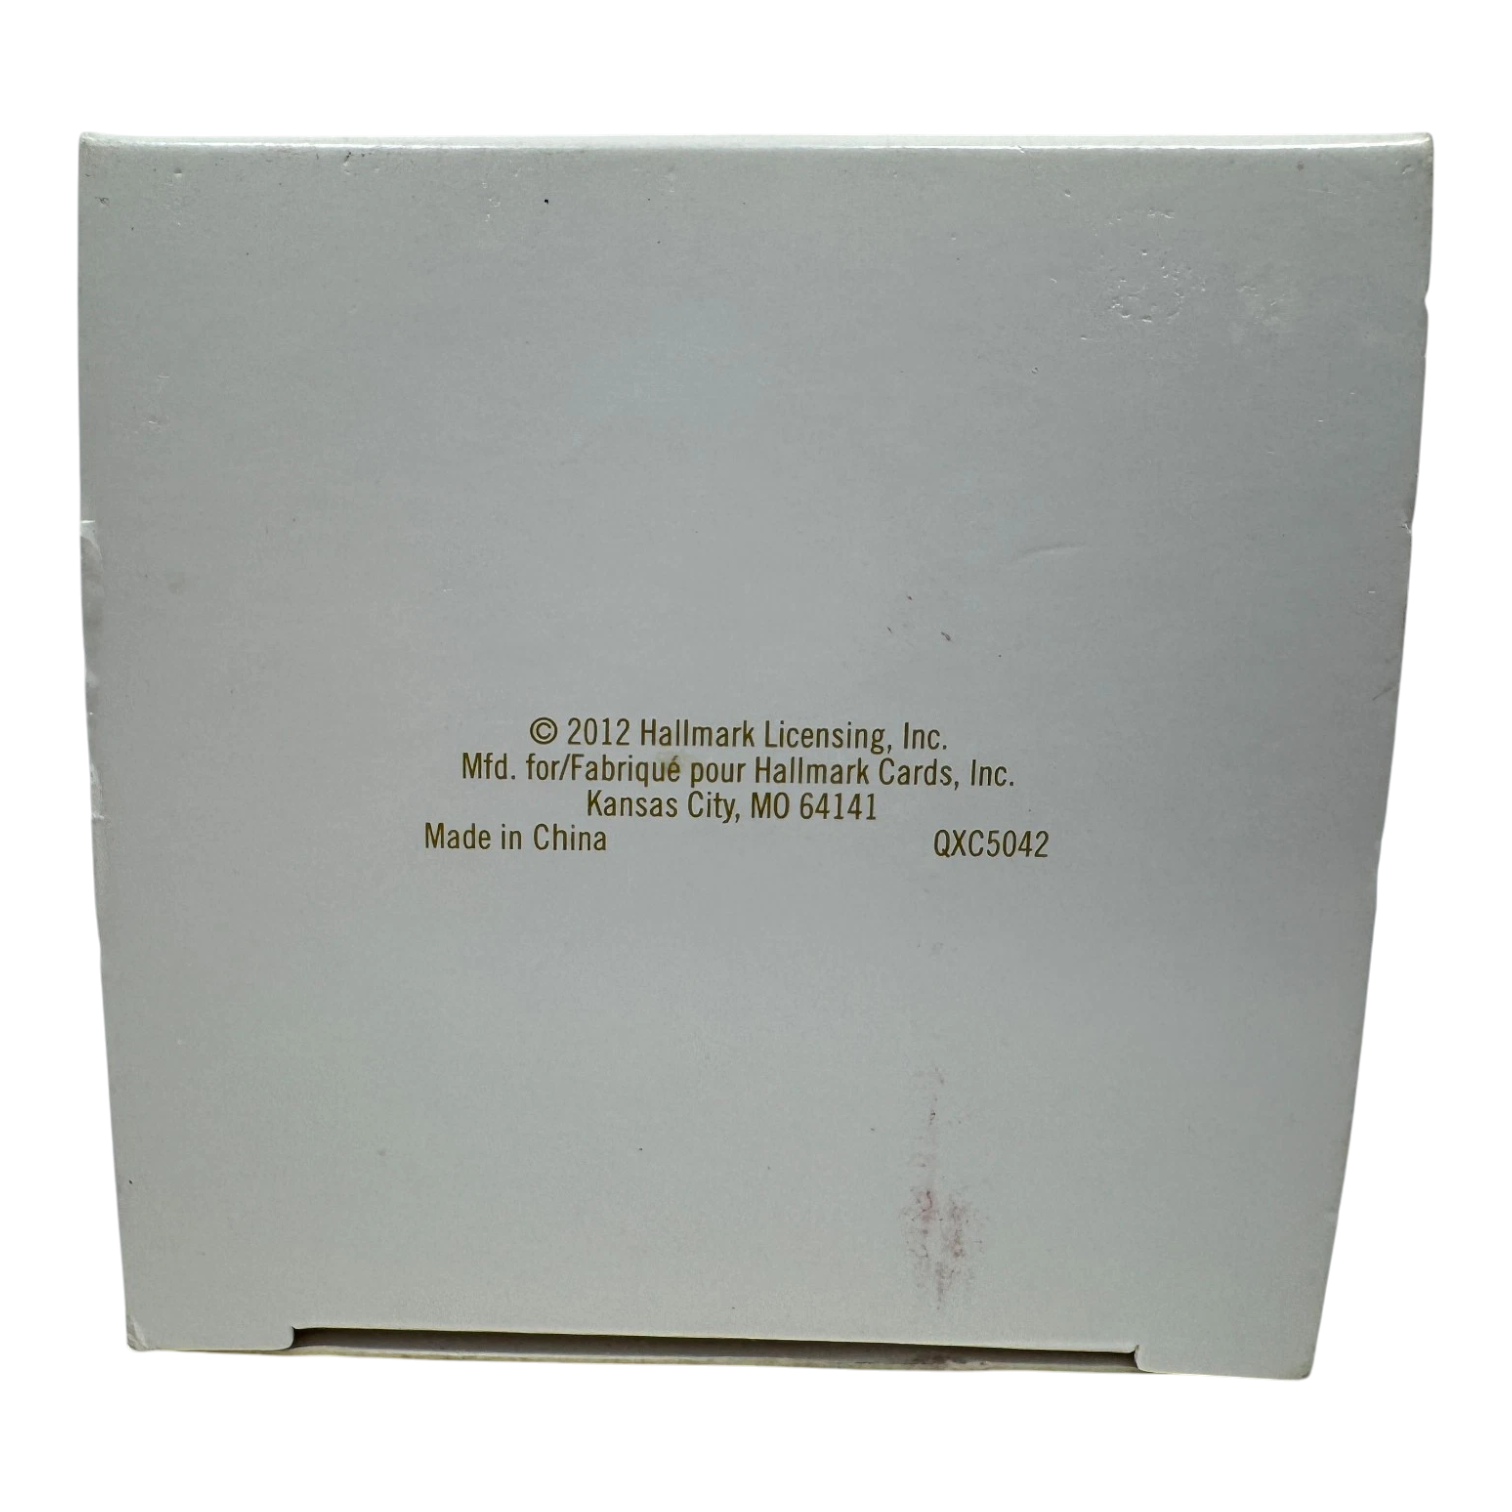 © 2012 Hallmark Licensing, Inc.
Mfd. for/Fabriqué pour Hallmark Cards, Inc.
Kansas City, MO 64141
Made in China QXC5042